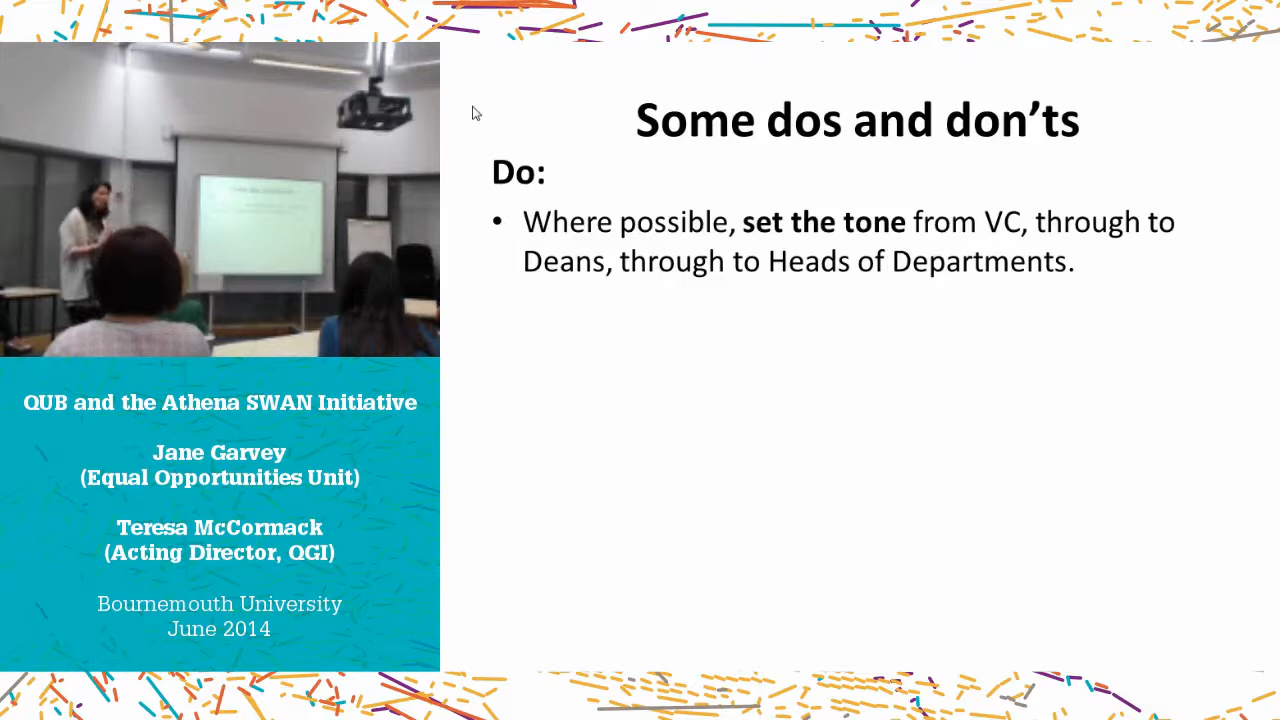 Some dos and don'ts
Do:
• Where possible, set the tone from VC, through to
Deans, through to Heads of Departments.
QUB and the Athena SWAN Initiative
Jane Garvey
(Equal Opportunities Unit)
Teresa McCormack
(Acting Director, QGI)
Bournemouth University
June 2014